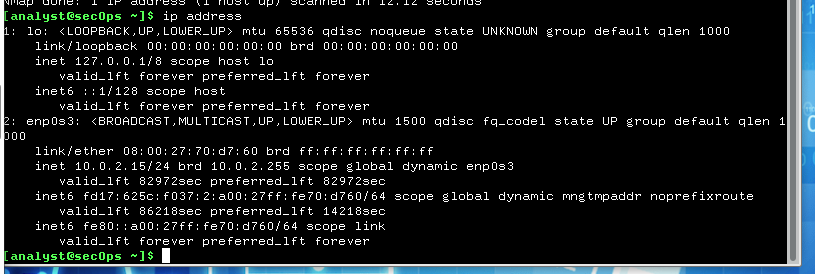 Nmap done: 1 IP address (1 host up) scanned in 12.12 seconds
[analyst@secOps ~]$ ip address
1: lo: <LOOPBACK,UP,LOWER_UP> mtu 65536 qdisc noqueue state UNKNOWN group default qlen 1000
    link/loopback 00:00:00:00:00:00 brd 00:00:00:00:00:00
    inet 127.0.0.1/8 scope host lo
       valid_lft forever preferred_lft forever
    inet6 ::1/128 scope host
       valid_lft forever preferred_lft forever
2: enp0s3: <BROADCAST,MULTICAST,UP,LOWER_UP> mtu 1500 qdisc fq_codel state UP group default qlen 1
000
    link/ether 08:00:27:70:d7:60 brd ff:ff:ff:ff:ff:ff
    inet 10.0.2.15/24 brd 10.0.2.255 scope global dynamic enp0s3
       valid_lft 82972sec preferred_lft 82972sec
    inet6 fd17:625c:f037:2:a00:27ff:fe70:d760/64 scope global dynamic mngtmpaddr noprefixroute
       valid_lft 86218sec preferred_lft 14218sec
    inet6 fe80::a00:27ff:fe70:d760/64 scope link
       valid_lft forever preferred_lft forever
[analyst@secOps ~]$